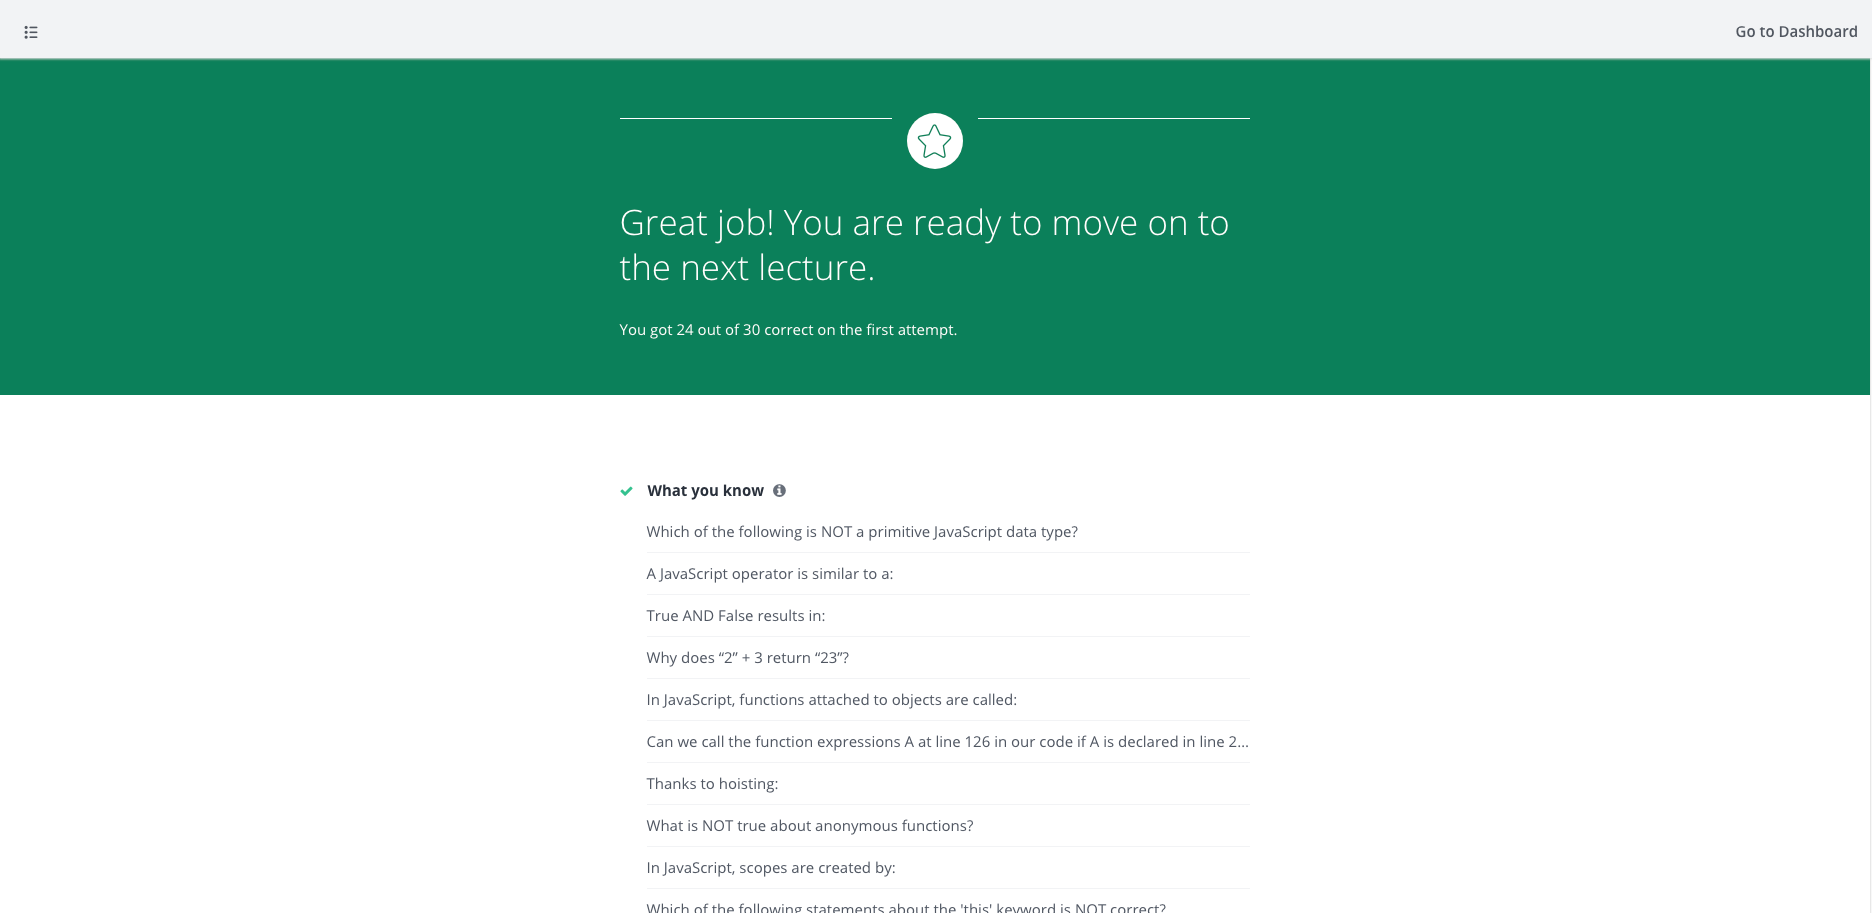 Go to Dashboard
Great job! You are ready to move on to
the next lecture.
You got 24 out of 30 correct on the first attempt.
What you know
Which of the following is NOT a primitive JavaScript data type?
A JavaScript operator is similar to a:
True AND False results in:
Why does “2” + 3 return “23”?
In JavaScript, functions attached to objects are called:
Can we call the function expressions A at line 126 in our code if A is declared in line 2...
Thanks to hoisting:
What is NOT true about anonymous functions?
In JavaScript, scopes are created by:
Which of the following statements about the 'this' keyword is NOT correct?